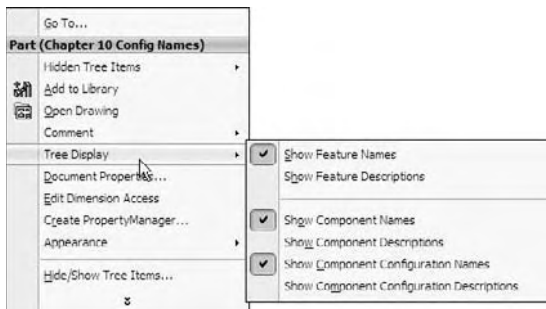 Go To...
Part (Chapter 10 Config Names)
Hidden Tree Items
Add to Library
Open Drawing
Comment
Tree Display
Document Properties...
Edit Dimension Access
Create PropertyManager...
Appearance
Hide/Show Tree Items...
Show Feature Names
Show Feature Descriptions
Show Component Names
Show Component Descriptions
Show Component Configuration Names
Show Component Configuration Descriptions